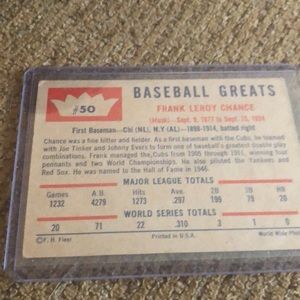 #50
BASEBALL GREATS
FRANK LEROY CHANCE
(Husk)— Sept. 9, 1877 to Sept. 15, 1924
First Baseman—Chi (NL), N.Y (AL)—1898-1914, batted right
Chance was a fine hitter and fielder. As a first baseman with the Cubs, he
teamed with Joe Tinker and Johnny Evers to form one of baseball's greatest double play
combinations. Frank managed the Cubs from 1905 through 1912, winning four
pennants and two World Championships. He also piloted the Yankees and
Red Sox. He was named to the Hall of Fame in 1946.
MAJOR LEAGUE TOTALS
Games A.B. Hits Avg. 2B 3B HR
1232 4279 1273 .297 199 79 20
WORLD SERIES TOTALS
20 71 22 .310 3 1 0
© F. H. Fleer Printed in U.S.A. World Wide Photo